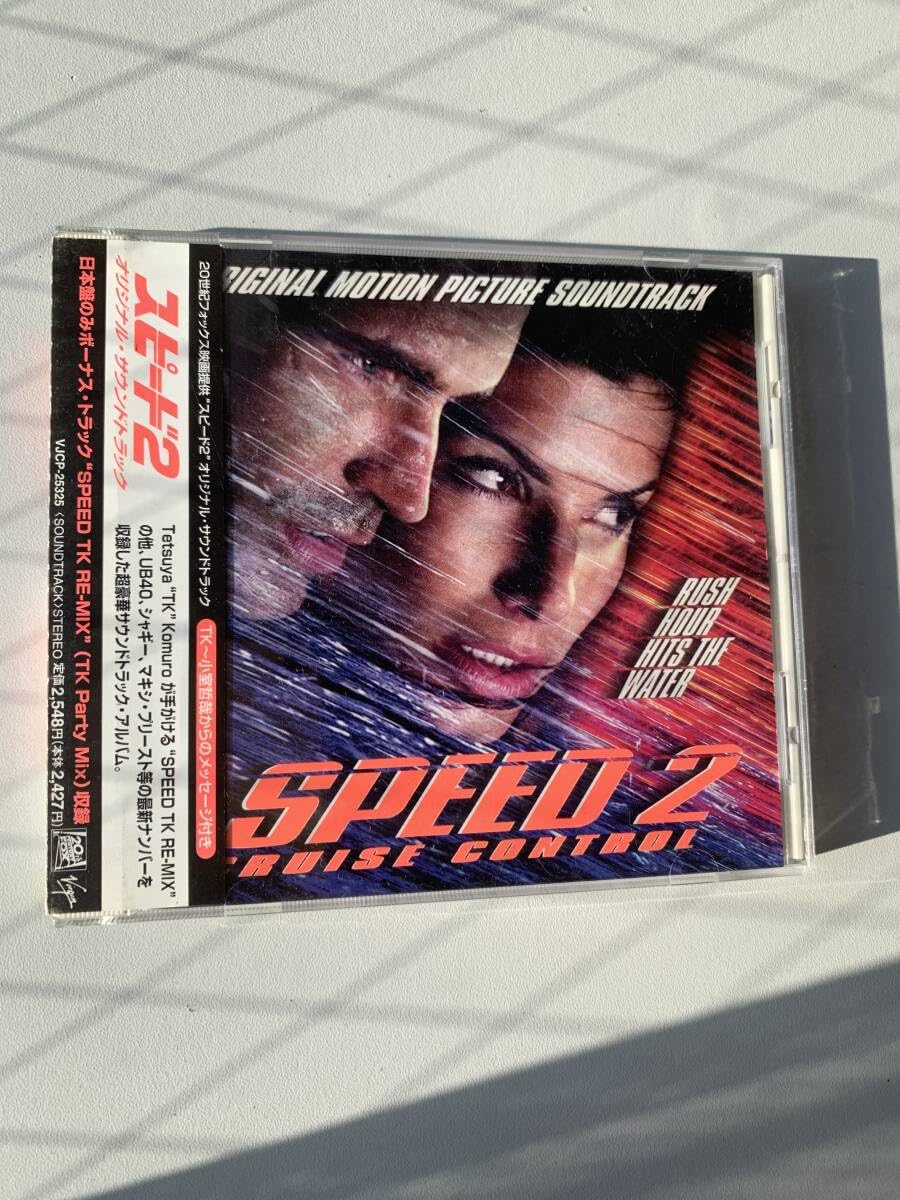 20世紀フォックス映画提供"スピード2"オリジナル・サウンドトラック
TK〜小室哲哉からのメッセージ付き
スピード2
オリジナル・サウンドトラック
Tetsuya "TK" Komuro が手がける "SPEED TK RE-MIX"
の他、UB40、シャギー、マキシ・プリースト等の最新ナンバーを
収録した超豪華サウンドトラック・アルバム。
日本盤のみボーナス・トラック "SPEED TK RE-MIX" (TK Party Mix) 収録
VJCP-25325 〈SOUNDTRACK〉 STEREO 定価2,548円(本体2,427円)
20th
CENTURY
FOX
Virgin
RIGINAL MOTION PICTURE SOUNDTRACK
RUSH
HOUR
HITS THE
WATER
SPEED 2
CRUISE CONTROL